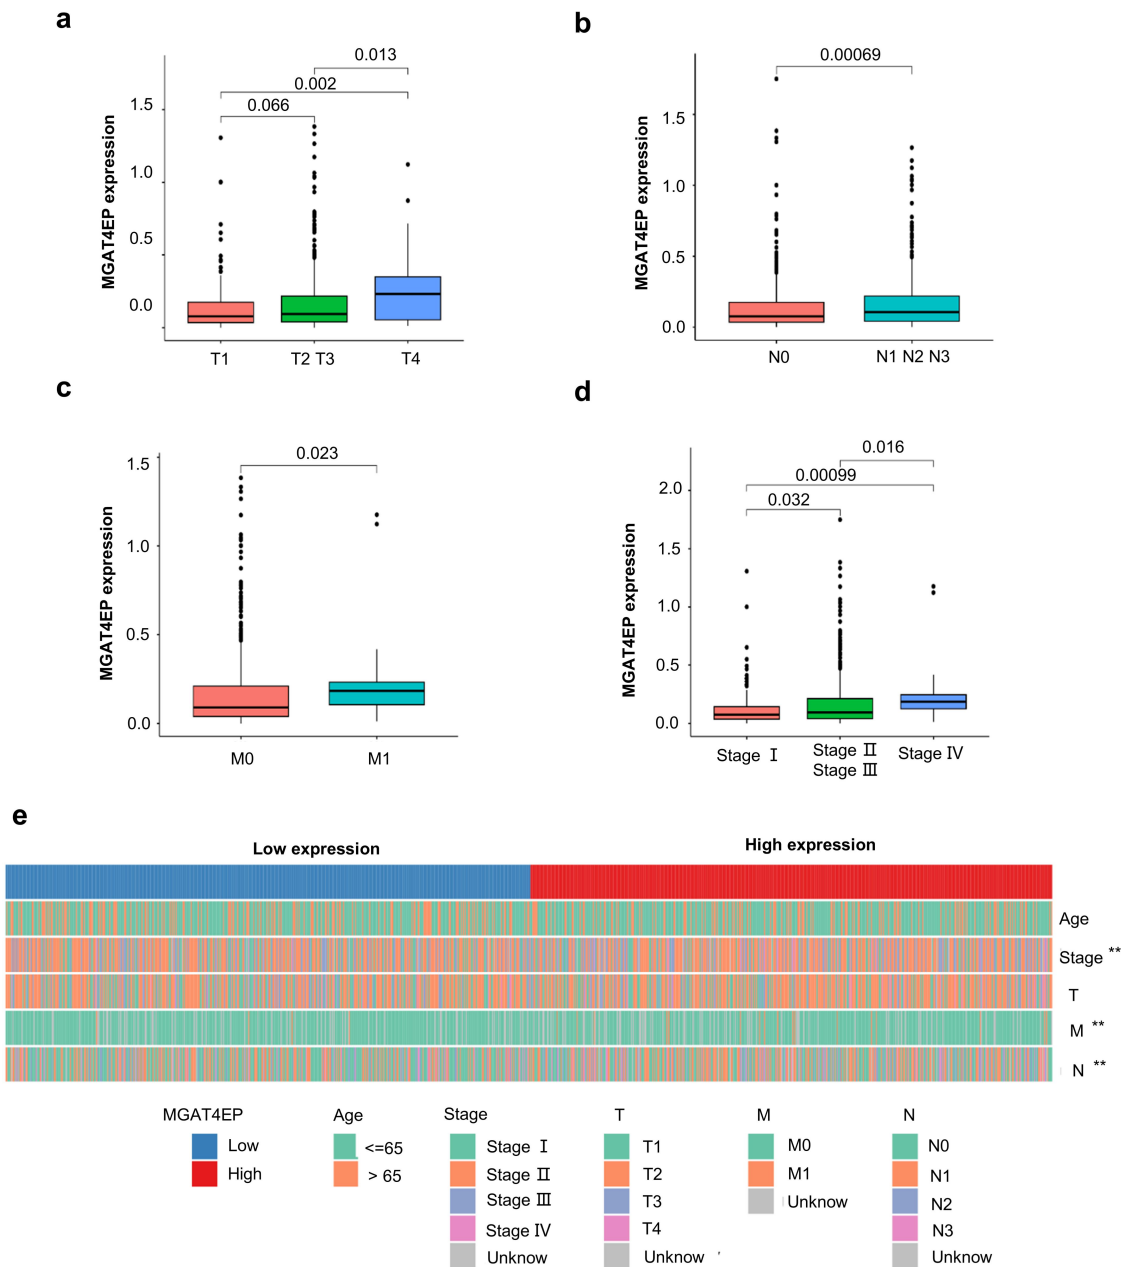 a
0.013
0.002
0.066
1.5
1.0
0.5
0.0
MGAT4EP expression
T1 T2 T3 T4
b
0.00069
1.5
1.0
0.5
0.0
MGAT4EP expression
N0 N1 N2 N3
c
0.023
1.5
1.0
0.5
0.0
MGAT4EP expression
M0 M1
d
0.016
0.00099
0.032
2.0
1.5
1.0
0.5
0.0
MGAT4EP expression
Stage Ⅰ Stage Ⅱ Stage Ⅳ
Stage Ⅲ
e
Low expression High expression
Age
Stage **
T
M **
N **
MGAT4EP
Low
High
Age
<=65
> 65
Stage
Stage Ⅰ
Stage Ⅱ
Stage Ⅲ
Stage Ⅳ
Unknow
T
T1
T2
T3
T4
Unknow
M
M0
M1
Unknow
N
N0
N1
N2
N3
Unknow